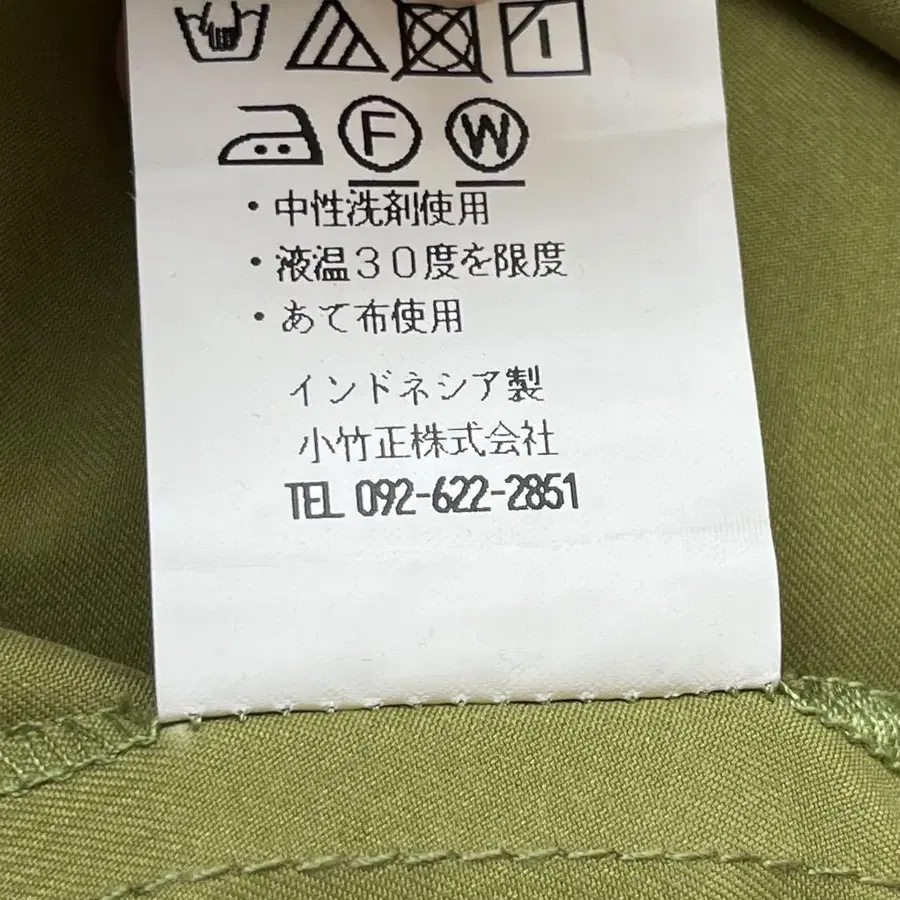 F W
・中性洗剤使用
・液温30度を限度
・あて布使用
インドネシア製
小竹正株式会社
TEL 092-622-2851